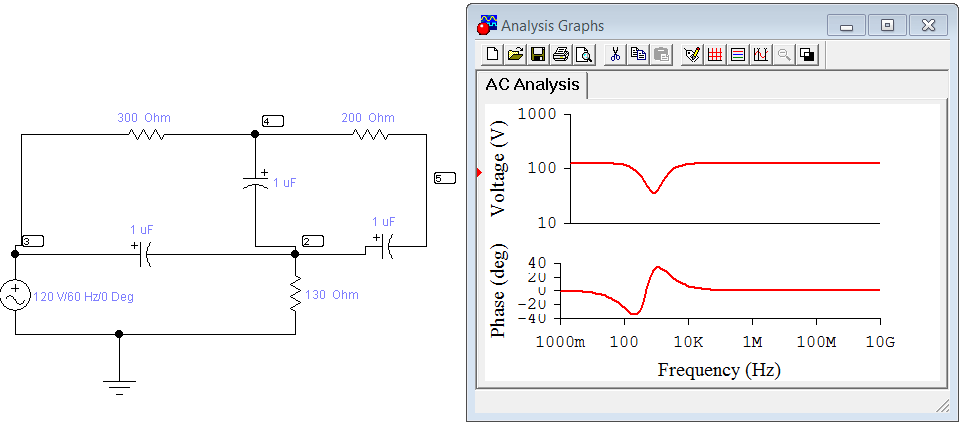 300 Ohm
200 Ohm
4
1 uF
5
1 uF
1 uF
3
2
120 V/60 Hz/0 Deg
130 Ohm
Analysis Graphs
AC Analysis
Voltage (V)
1000
100
10
Phase (deg)
40
20
0
-20
-40
1000m 100 10K 1M 100M 10G
Frequency (Hz)